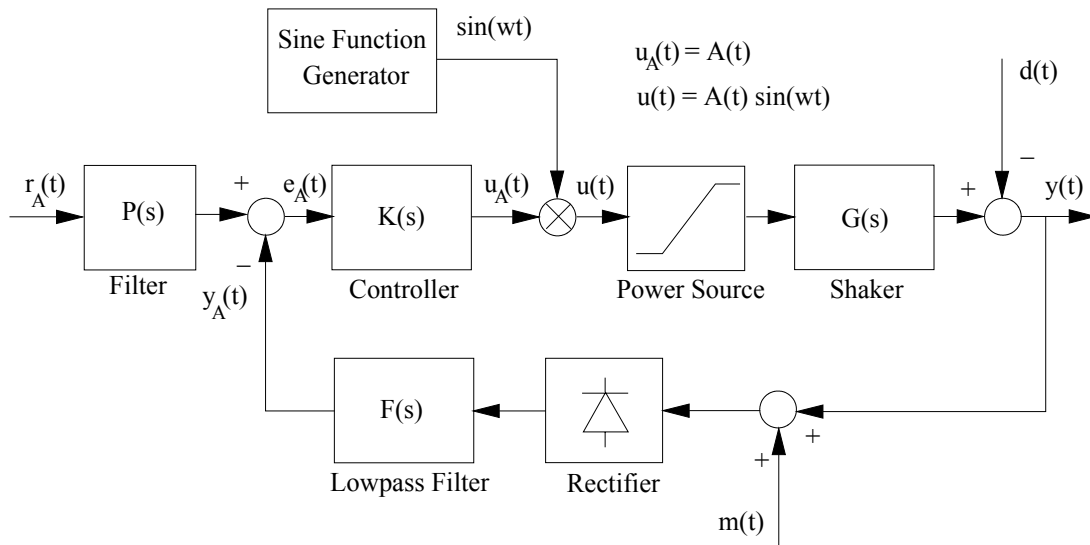 Sine Function
Generator
sin(wt)
u_A(t) = A(t)
u(t) = A(t) sin(wt)
d(t)
r_A(t)
P(s)
Filter
+
−
e_A(t)
K(s)
Controller
u_A(t)
u(t)
Power Source
G(s)
Shaker
+
−
y(t)
y_A(t)
F(s)
Lowpass Filter
Rectifier
+
+
m(t)